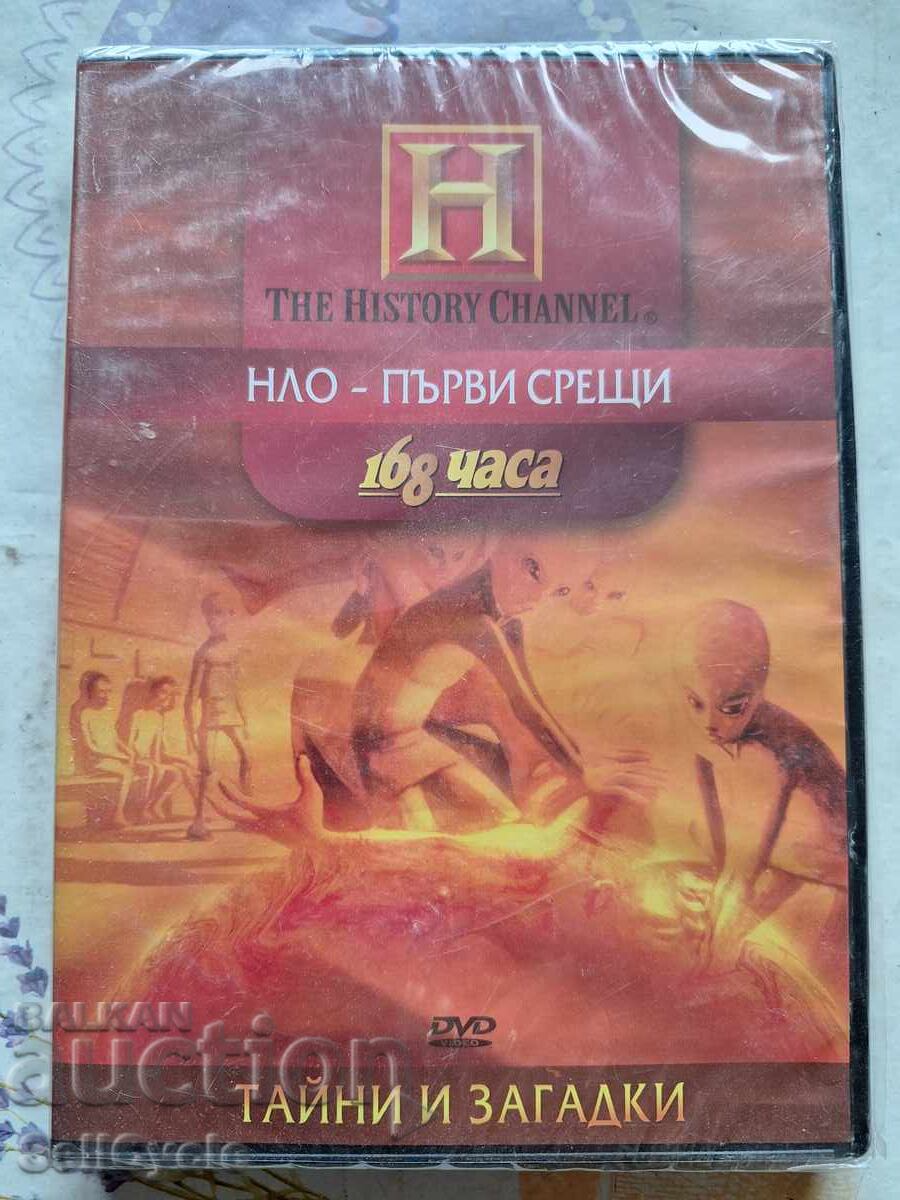 H
THE HISTORY CHANNEL®
НЛО - ПЪРВИ СРЕЩИ
168 часа
DVD
VIDEO
ТАЙНИ И ЗАГАДКИ
BALKAN
auction
SellCycle